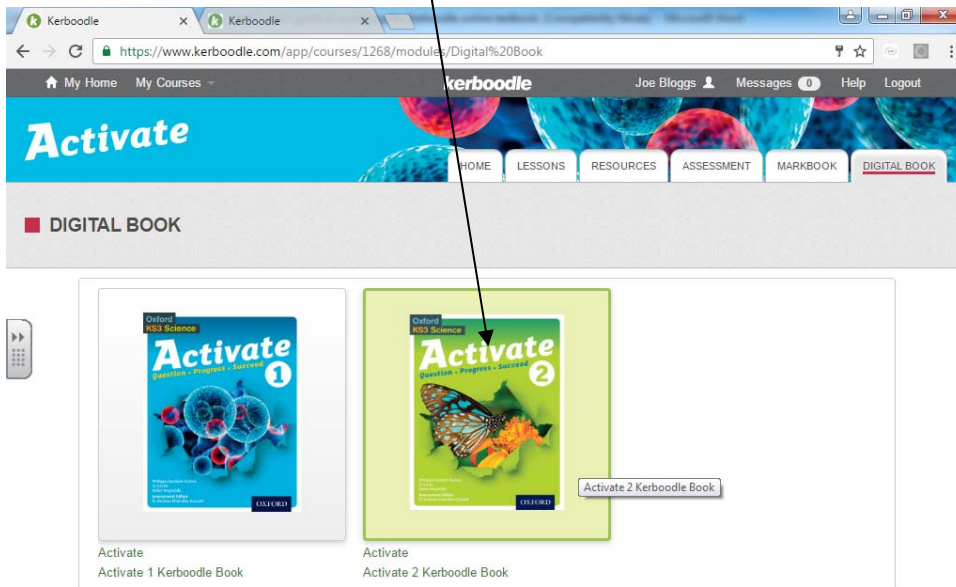 Kerboodle
Kerboodle
https://www.kerboodle.com/app/courses/1268/modules/Digital%20Book
My Home My Courses kerboodle Joe Bloggs Messages 0 Help Logout
Activate
HOME LESSONS RESOURCES ASSESSMENT MARKBOOK DIGITAL BOOK
DIGITAL BOOK
Oxford
KS3 Science
Activate
Question • Progress • Succeed
1
OXFORD
Oxford
KS3 Science
Activate
Question • Progress • Succeed
2
OXFORD
Activate 2 Kerboodle Book
Activate
Activate 1 Kerboodle Book
Activate
Activate 2 Kerboodle Book